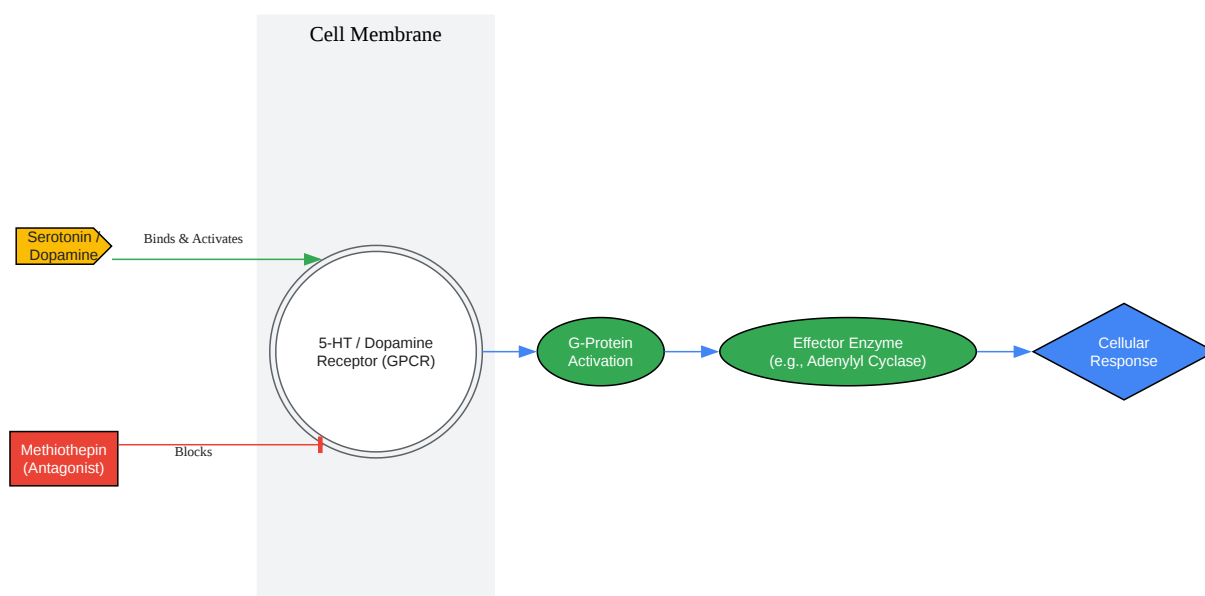 Cell Membrane
Serotonin /
Dopamine
Binds & Activates
5-HT / Dopamine
Receptor (GPCR)
G-Protein
Activation
Effector Enzyme
(e.g., Adenylyl Cyclase)
Cellular
Response
Methiothepin
(Antagonist)
Blocks